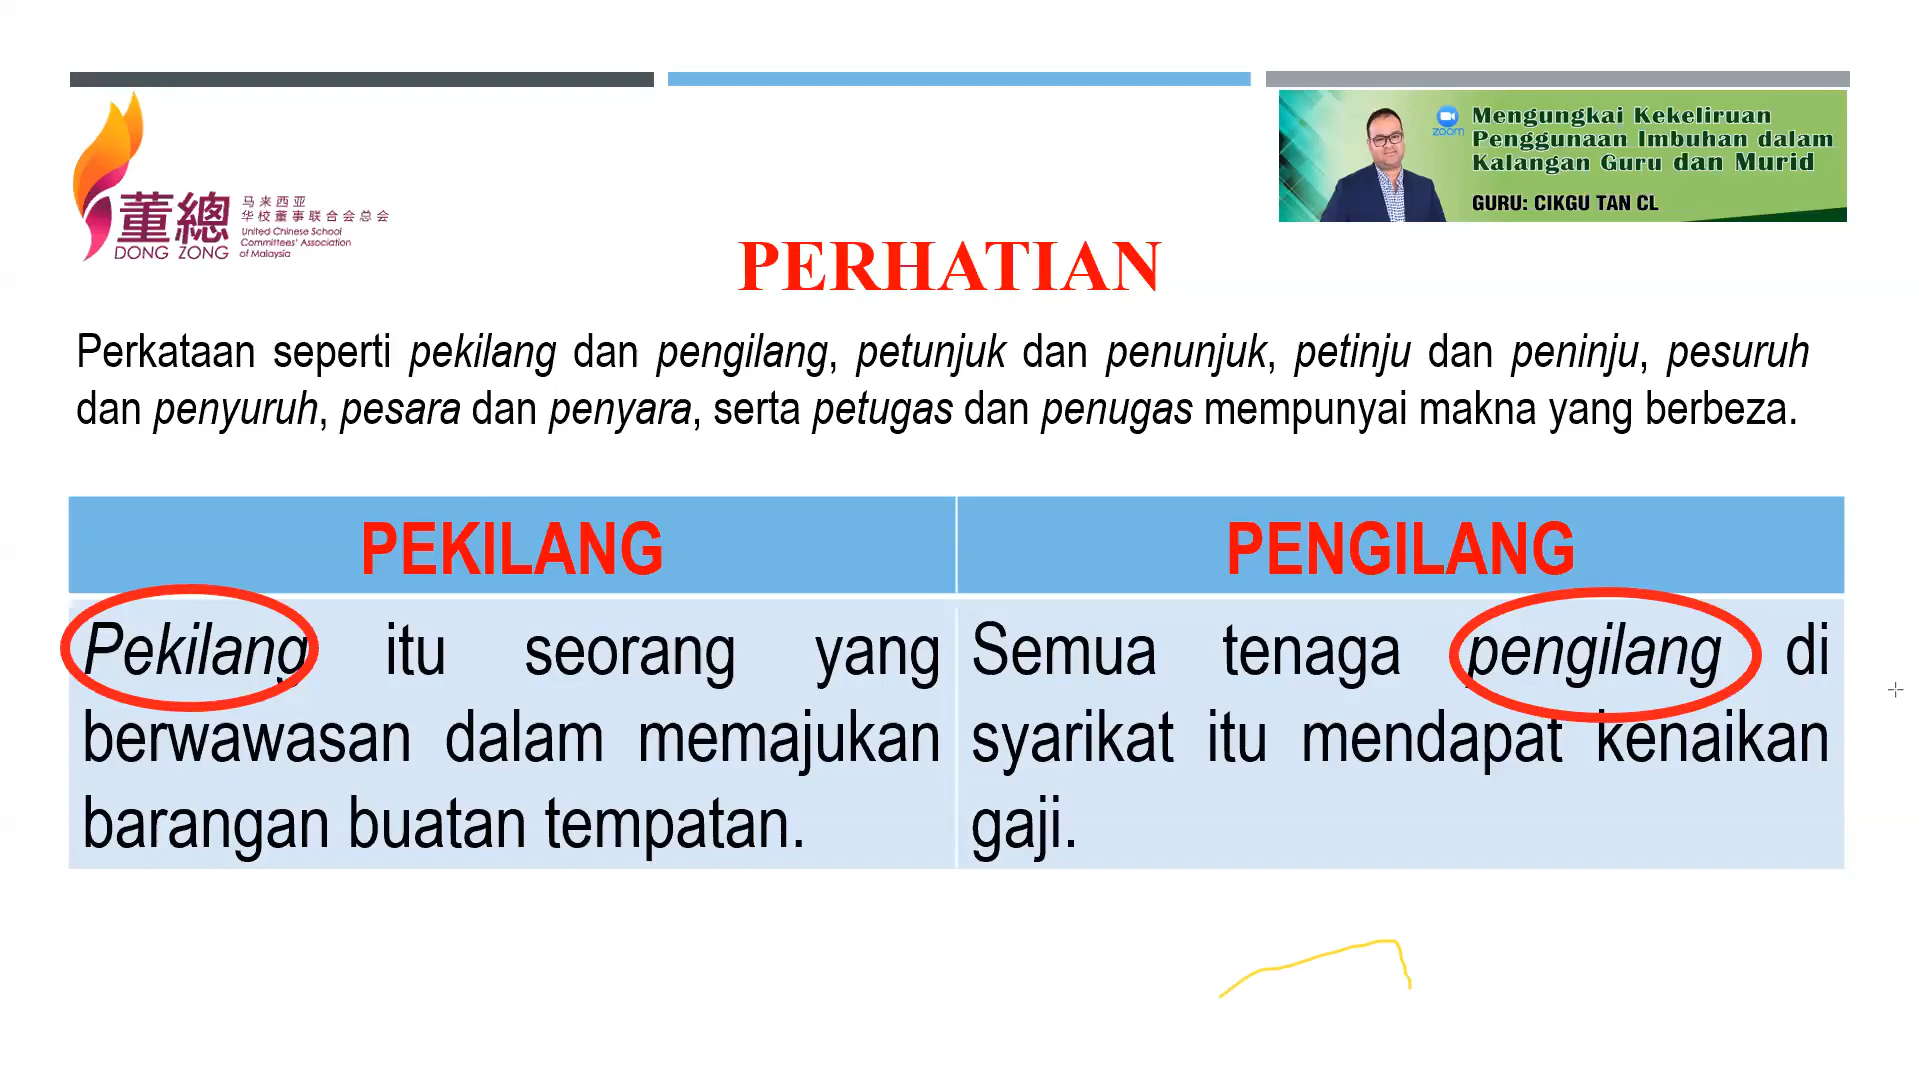 董總
DONG ZONG
马来西亚
华校董事联合会总会
United Chinese School
Committees' Association
of Malaysia
zoom
Mengungkai Kekeliruan
Penggunaan Imbuhan dalam
Kalangan Guru dan Murid
GURU: CIKGU TAN CL
PERHATIAN
Perkataan seperti pekilang dan pengilang, petunjuk dan penunjuk, petinju dan peninju, pesuruh
dan penyuruh, pesara dan penyara, serta petugas dan penugas mempunyai makna yang berbeza.
PEKILANG
Pekilang itu seorang yang
berwawasan dalam memajukan
barangan buatan tempatan.
PENGILANG
Semua tenaga pengilang di
syarikat itu mendapat kenaikan
gaji.